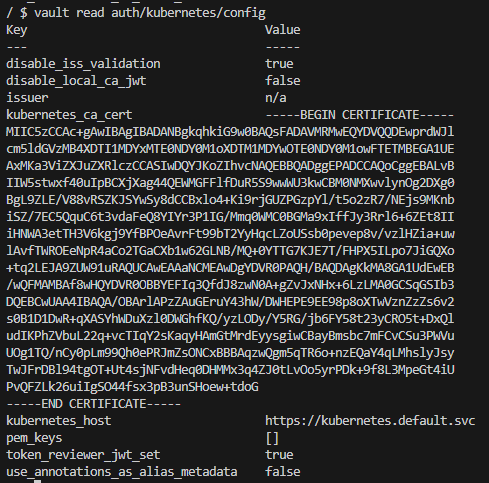 / $ vault read auth/kubernetes/config
Key                                  Value
---                                  -----
disable_iss_validation               true
disable_local_ca_jwt                 false
issuer                               n/a
kubernetes_ca_cert                   -----BEGIN CERTIFICATE-----
MIIC5zCCAc+gAwIBAgIBADANBgkqhkiG9w0BAQsFADAVMRMwEQYDVQQDEwprdWJl
cm5ldGVzMB4XDTI1MDYxMTE0NDY0M1oXDTM1MDYwOTE0NDY0M1owFTETMBEGA1UE
AxMKa3ViZXJuZXRlczCCASIwDQYJKoZIhvcNAQEBBQADggEPADCCAQoCggEBALvB
IIW5stwxf40uIpBCXjXag44QEWMGFFlfDuR5S9wwWU3kwCBM0NMXwvlynOg2DXg0
BgL9ZLE/V88vRSZKJSYwSy8dCCBxlo4+Ki9rjGUZPGzpYl/t5o2zR7/NEjs9MKnb
iSZ/7EC5QquC6t3vdaFeQ8YIYr3P1IG/Mmq0WMC0BGMa9xIffJy3Rrl6+6ZEt8II
iHNWA3etTH3V6kgj9YfBPOeAvrFt99bT2YyHqcLZoUSsb0pevep8v/vzlHZia+uw
lAvfTWROEeNpR4aCo2TGaCXb1w62GLNB/MQ+0YTTG7KJE7T/FHPX5ILpo7JiGQXo
+tq2LEJA9ZUW91uRAQUCAwEAAaNCMEAwDgYDVR0PAQH/BAQDAgKkMA8GA1UdEwEB
/wQFMAMBAf8wHQYDVR0OBBYEFIq3QfdJ8zwN0A+gZvJxNHx+6LzLMA0GCSqGSIb3
DQEBCwUAA4IBAQA/OBArlAPzZAuGEruY43hW/DWHEPE9EE98p8oXTwVznZzZs6v2
s0B1D1DwR+qXASYhWDuXzl0DWGhfKQ/yzLODy/Y5RG/jb6FY58t23yCRO5t+DxQl
udIKPhZVbuL22q+vcTIqY2sKaqyHAmGtMrdEyysgiwCBayBmsbc7mFCvCSu3PWVu
UOg1TQ/nCy0pLm99Qh0ePRJmZsONCxBBBAqzwQgm5qTR6o+nzEQaY4qLMhslyJsy
TwJFrDBl94tgOT+Ut4sjNFvdHeq0DHMMx3q4ZJ0tLvOo5yrPDk+9f8L3MpeGt4iU
PvQFZLk26uiIgSO44fsx3pB3unSHoew+tdoG
-----END CERTIFICATE-----
kubernetes_host                      https://kubernetes.default.svc
pem_keys                             []
token_reviewer_jwt_set               true
use_annotations_as_alias_metadata    false